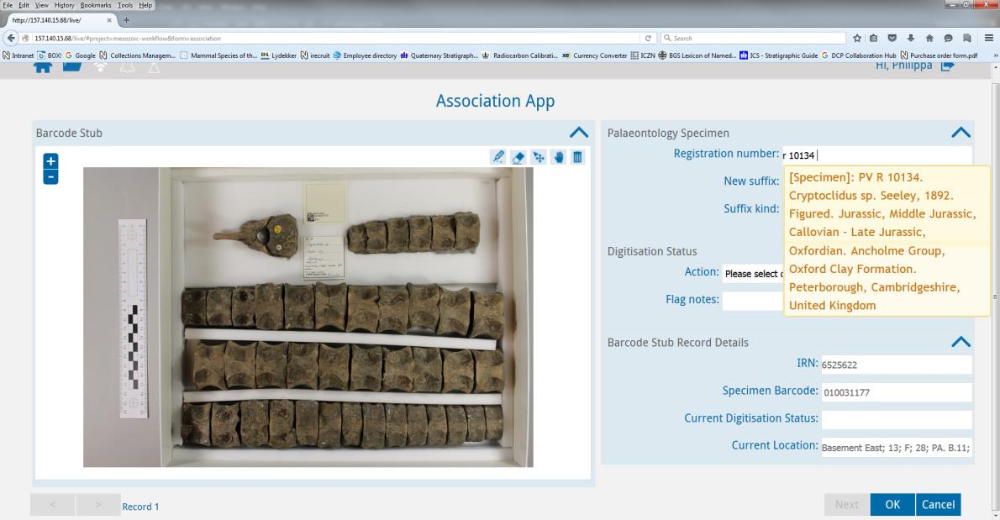 File Edit View History Bookmarks Tools Help
http://157.140.15.68/live/ × +
157.140.15.68/live/#project=mesozoic-workflow&form=association
Search
Intranet BOX! Google Collections Managem... Mammal Species of th... BHL Lydekker irecruit Employee directory Quaternary Stratigraph... Radiocarbon Calibrati... xe Currency Converter ICZN BGS Lexicon of Named... ICS - Stratigraphic Guide DCP Collaboration Hub Purchase order form.pdf »
Hi, Philippa
Association App
Barcode Stub
+
-
Palaeontology Specimen
Registration number: r 10134
New suffix:
Suffix kind:
[Specimen]: PV R 10134.
Cryptoclidus sp. Seeley, 1892.
Figured. Jurassic, Middle Jurassic,
Callovian - Late Jurassic,
Oxfordian. Ancholme Group,
Oxford Clay Formation.
Peterborough, Cambridgeshire,
United Kingdom
Digitisation Status
Action: Please select
Flag notes:
Barcode Stub Record Details
IRN: 6525622
Specimen Barcode: 010031177
Current Digitisation Status:
Current Location: Basement East; 13; F; 28; PA. B.11;
< > Record 1
Next OK Cancel